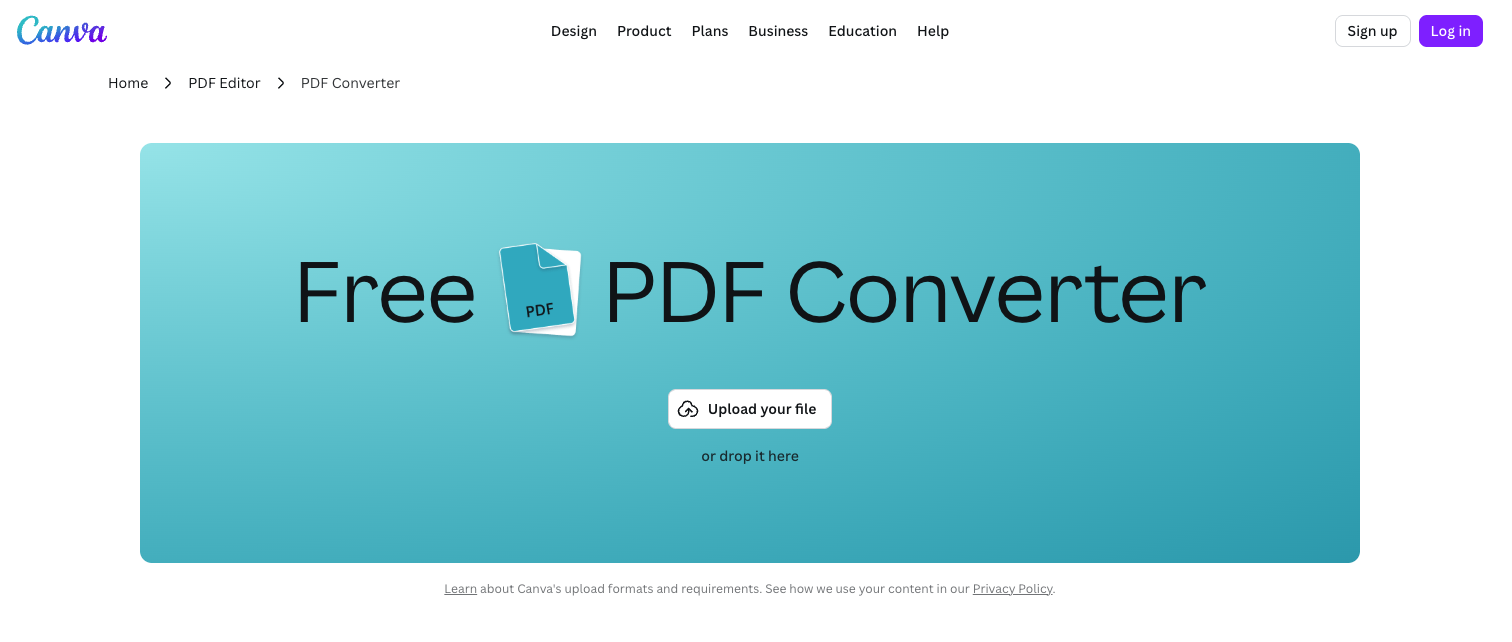 Canva Design Product Plans Business Education Help Sign up Log in
Home PDF Editor PDF Converter
Free PDF PDF Converter
Upload your file
or drop it here
Learn about Canva's upload formats and requirements. See how we use your content in our Privacy Policy.